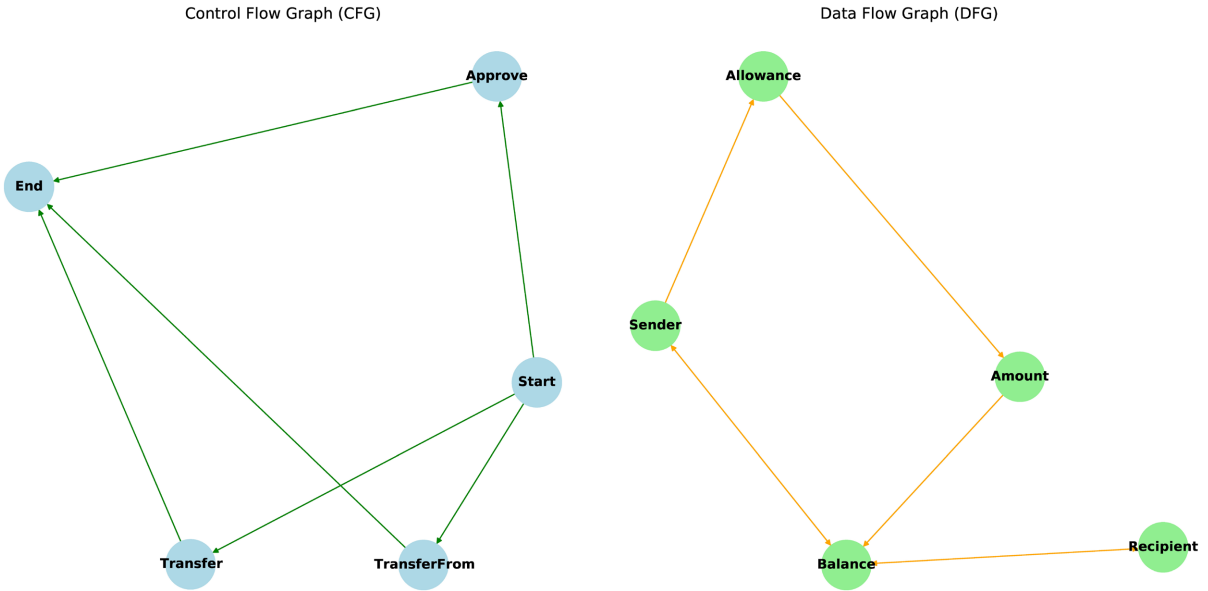 Control Flow Graph (CFG)
Approve
End
Start
Transfer
TransferFrom
Data Flow Graph (DFG)
Allowance
Sender
Amount
Recipient
Balance